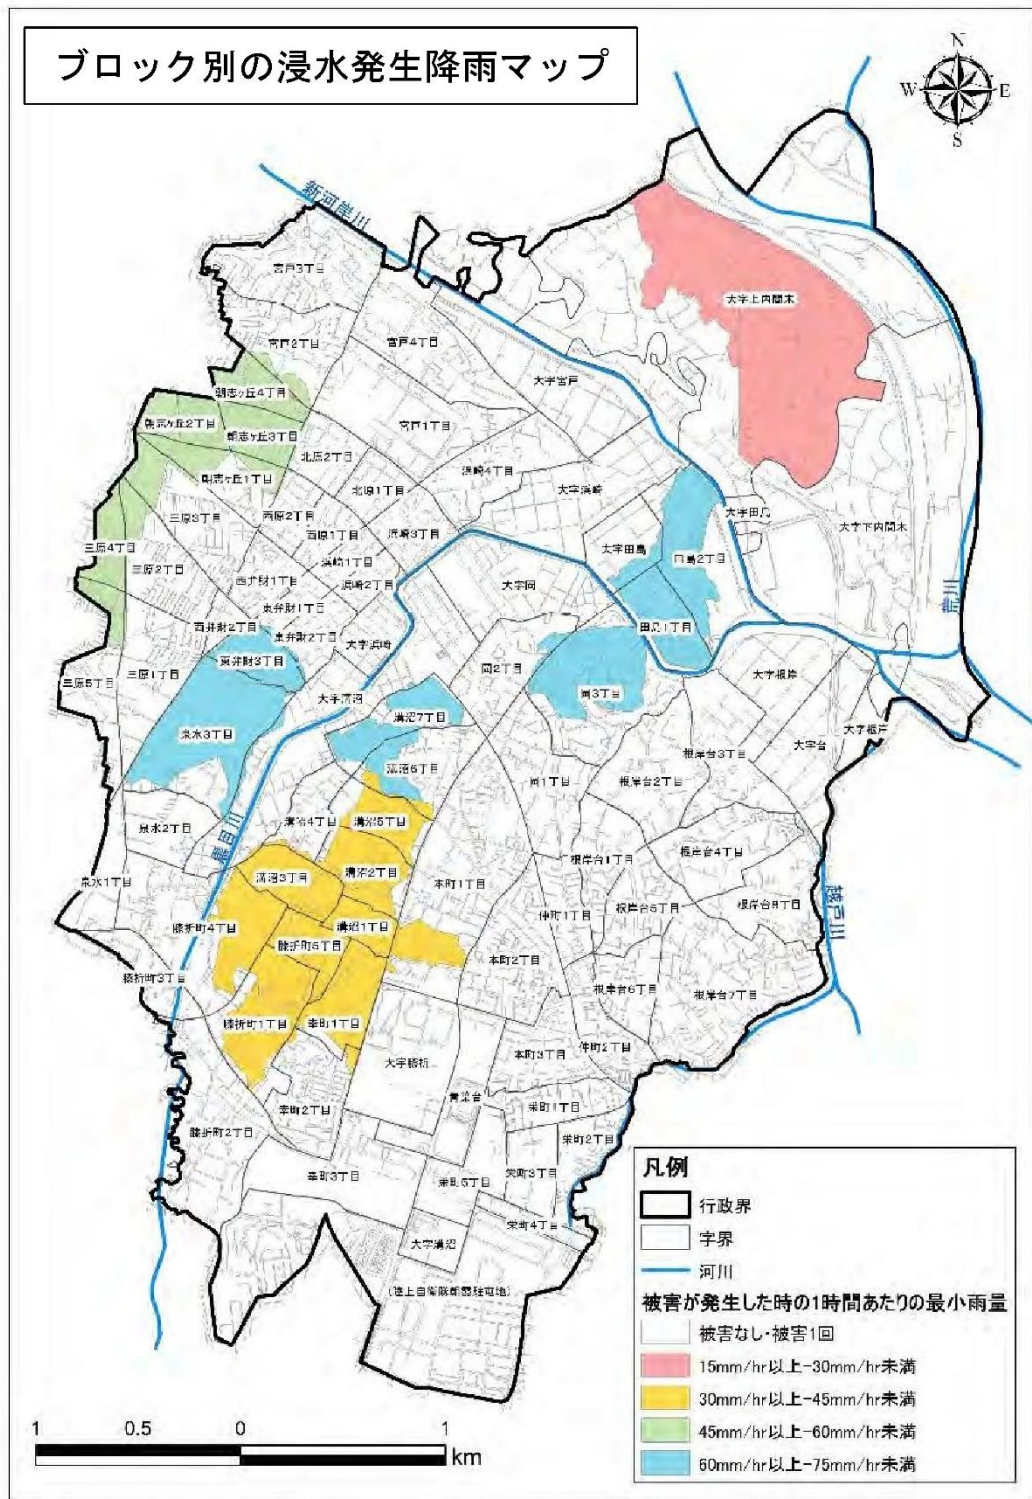 ブロック別の浸水発生降雨マップ
N
W
E
S
新河岸川
宮戸3丁目
大字上内間木
宮戸2丁目
宮戸4丁目
大字宮戸
朝志ヶ丘4丁目
朝志ヶ丘2丁目
朝志ヶ丘3丁目
宮戸1丁目
北原2丁目
朝志ヶ丘1丁目
浜崎4丁目
北原1丁目
大字浜崎
三原3丁目
西原2丁目
大字田島
大字下内間木
西原1丁目
浜崎3丁目
三原4丁目
大字田島
田島2丁目
三原2丁目
浜崎1丁目
西弁財1丁目
浜崎2丁目
大字岡
荒川
東弁財1丁目
西弁財2丁目
東弁財2丁目
田島1丁目
大字浜崎
東弁財3丁目
岡2丁目
三原1丁目
大字根岸
三原5丁目
岡3丁目
大字溝沼
溝沼7丁目
大字根岸
泉水3丁目
大字台
根岸台3丁目
溝沼6丁目
岡1丁目
根岸台2丁目
溝沼4丁目
溝沼5丁目
泉水2丁目
黒目川
根岸台4丁目
根岸台1丁目
溝沼2丁目
溝沼3丁目
泉水1丁目
本町1丁目
越戸川
根岸台5丁目
根岸台8丁目
仲町1丁目
膝折町4丁目
溝沼1丁目
膝折町5丁目
本町2丁目
膝折町3丁目
根岸台6丁目
根岸台7丁目
膝折町1丁目
幸町1丁目
仲町2丁目
本町3丁目
大字膝折
青葉台
栄町1丁目
幸町2丁目
膝折町2丁目
栄町2丁目
幸町3丁目
栄町3丁目
栄町5丁目
栄町4丁目
大字溝沼
(陸上自衛隊朝霞駐屯地)
凡例
行政界
字界
河川
被害が発生した時の1時間あたりの最小雨量
被害なし・被害1回
15mm/hr以上-30mm/hr未満
30mm/hr以上-45mm/hr未満
45mm/hr以上-60mm/hr未満
60mm/hr以上-75mm/hr未満
1
0.5
0
1
km